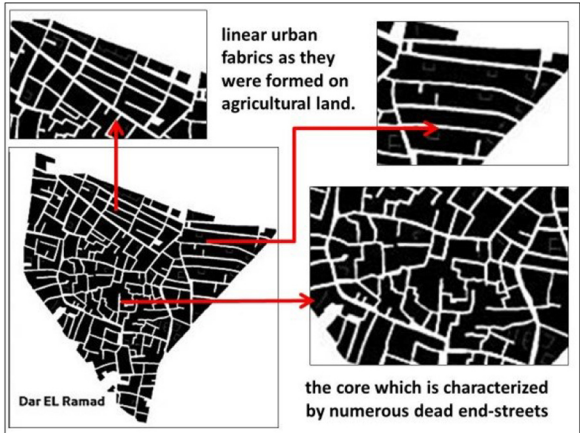 linear urban
fabrics as they
were formed on
agricultural land.
Dar EL Ramad
the core which is characterized
by numerous dead end-streets